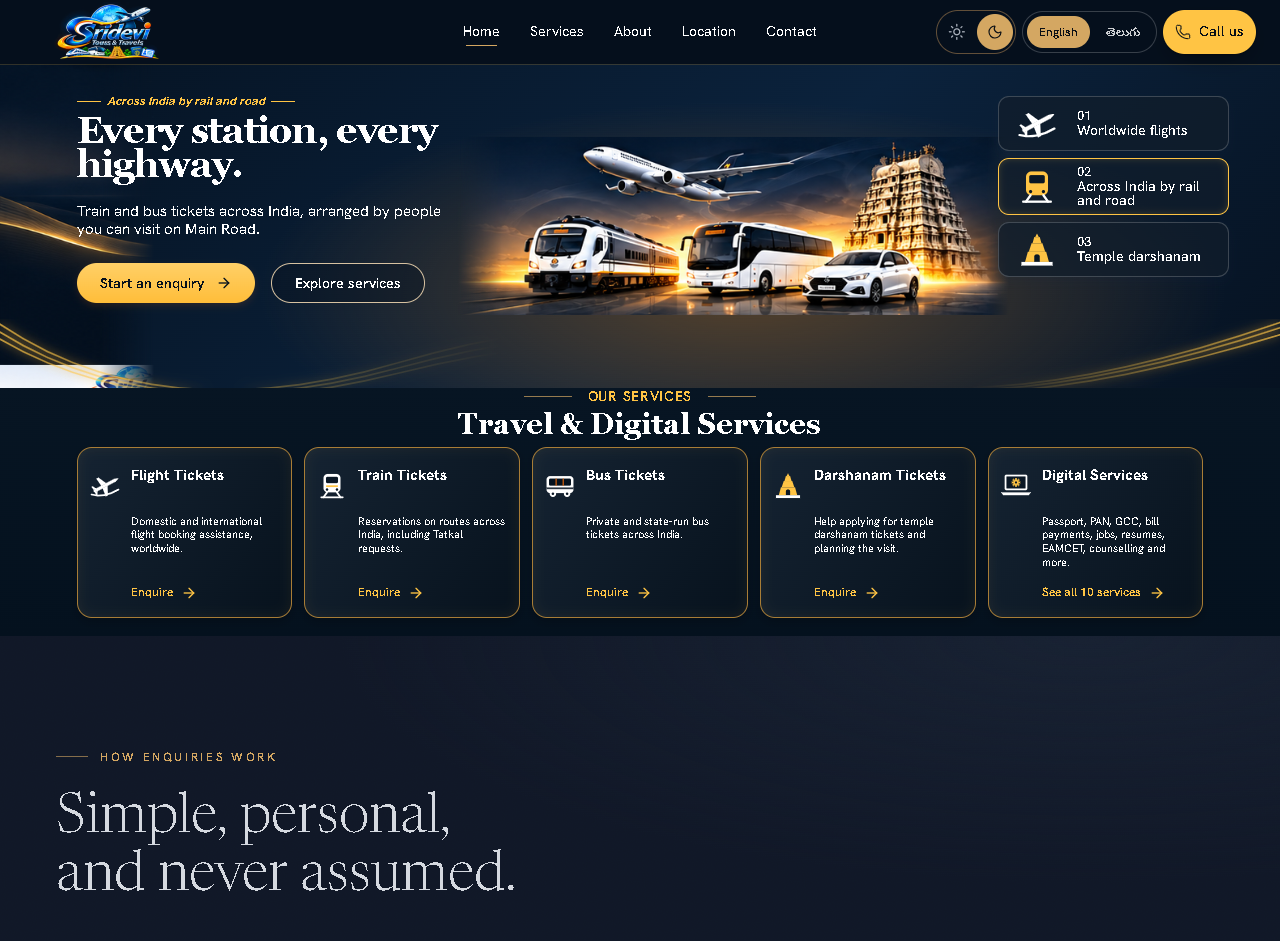 Sridevi
Tours & Travels
Home
Services
About
Location
Contact
English
తెలుగు
Call us
Across India by rail and road
Every station, every
highway.
Train and bus tickets across India, arranged by people
you can visit on Main Road.
Start an enquiry
Explore services
01
Worldwide flights
02
Across India by rail
and road
03
Temple darshanam
OUR SERVICES
Travel & Digital Services
Flight Tickets
Domestic and international
flight booking assistance,
worldwide.
Enquire
Train Tickets
Reservations on routes across
India, including Tatkal
requests.
Enquire
Bus Tickets
Private and state-run bus
tickets across India.
Enquire
Darshanam Tickets
Help applying for temple
darshanam tickets and
planning the visit.
Enquire
Digital Services
Passport, PAN, GCC, bill
payments, jobs, resumes,
EAMCET, counselling and
more.
See all 10 services
HOW ENQUIRIES WORK
Simple, personal,
and never assumed.